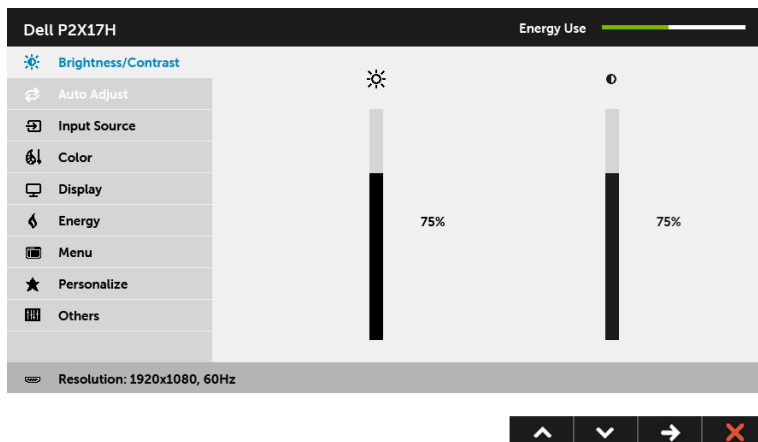 Dell P2X17H
Energy Use
Brightness/Contrast
Auto Adjust
Input Source
Color
Display
Energy
75%
75%
Menu
Personalize
Others
Resolution: 1920x1080, 60Hz